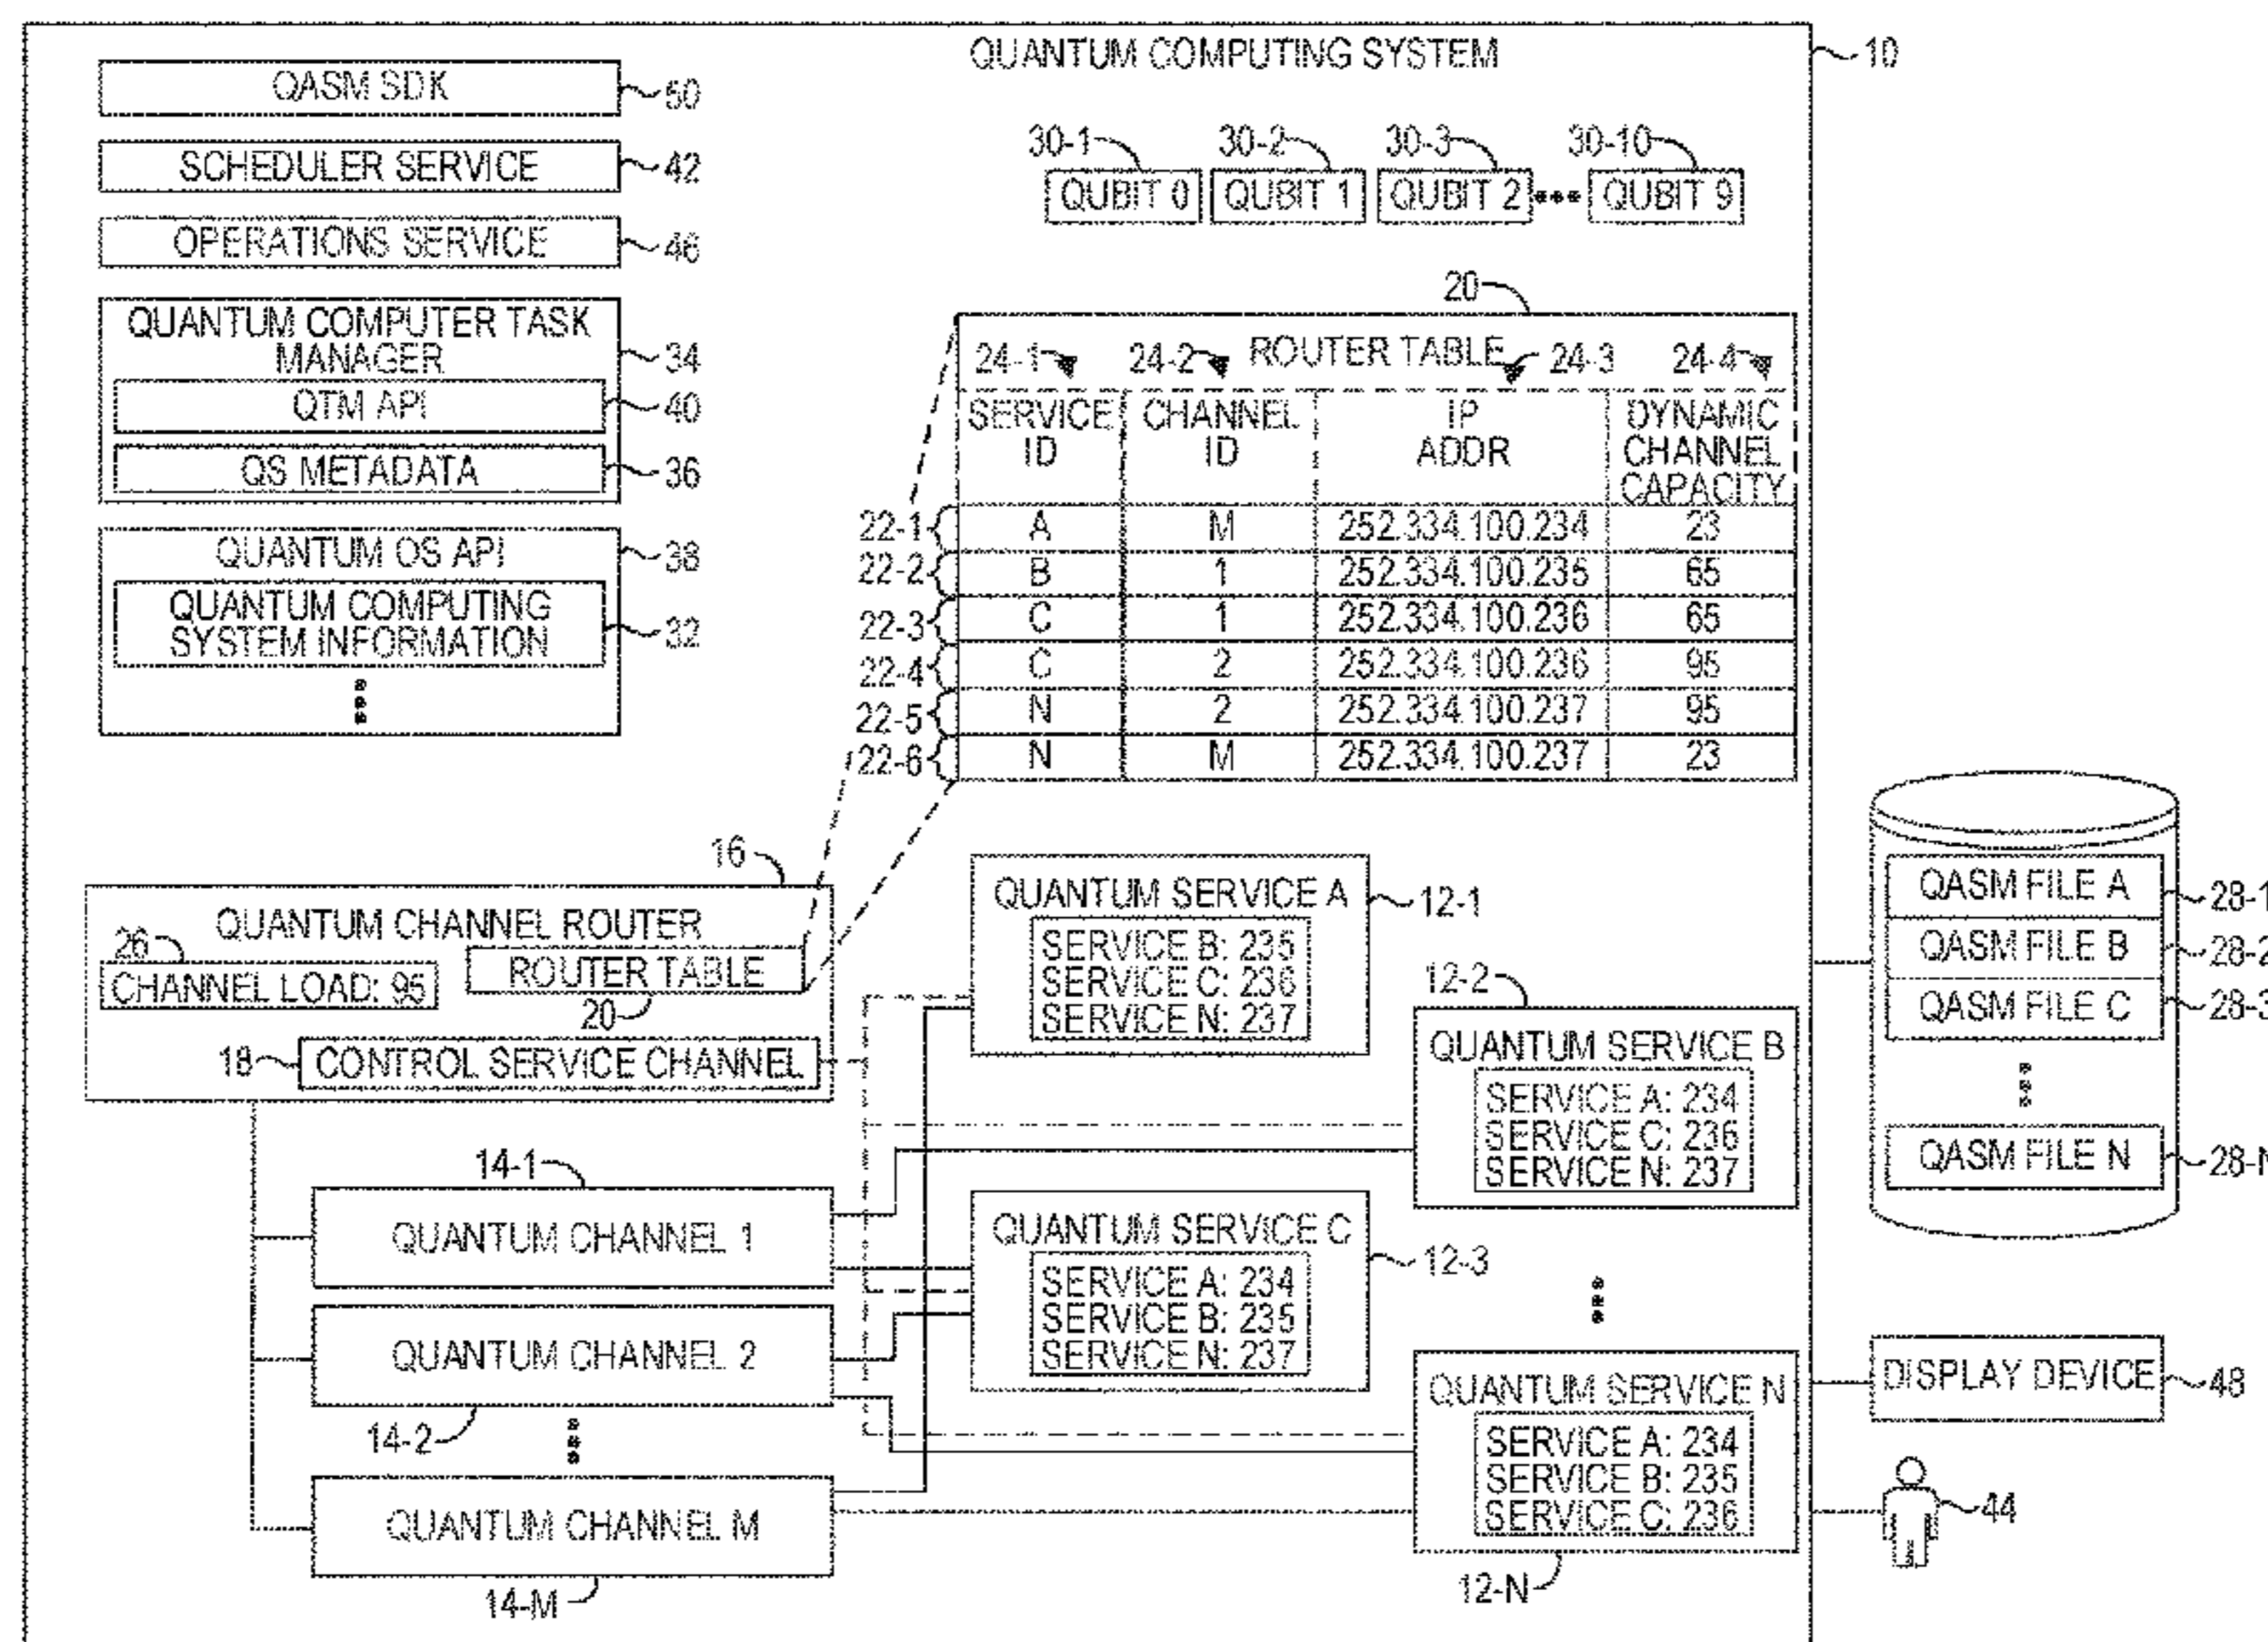 QUANTUM COMPUTING SYSTEM
10
QASM SDK
50
SCHEDULER SERVICE
42
OPERATIONS SERVICE
46
QUANTUM COMPUTER TASK
MANAGER
34
QTM API
40
QS METADATA
36
QUANTUM OS API
38
QUANTUM COMPUTING
SYSTEM INFORMATION
32
30-1 30-2 30-3 30-10
QUBIT 0 QUBIT 1 QUBIT 2 QUBIT 9
20
ROUTER TABLE
24-1 24-2 24-3 24-4
SERVICE ID CHANNEL ID IP ADDR DYNAMIC CHANNEL CAPACITY
22-1 A M 252.334.100.234 23
22-2 B 1 252.334.100.235 65
22-3 C 1 252.334.100.236 65
22-4 C 2 252.334.100.236 95
22-5 N 2 252.334.100.237 95
22-6 N M 252.334.100.237 23
16
QUANTUM CHANNEL ROUTER
26
CHANNEL LOAD: 95
ROUTER TABLE
20
18
CONTROL SERVICE CHANNEL
14-1
QUANTUM CHANNEL 1
QUANTUM CHANNEL 2
14-2
QUANTUM CHANNEL M
14-M
QUANTUM SERVICE A
12-1
SERVICE B: 235
SERVICE C: 236
SERVICE N: 237
12-2
QUANTUM SERVICE B
SERVICE A: 234
SERVICE C: 236
SERVICE N: 237
QUANTUM SERVICE C
12-3
SERVICE A: 234
SERVICE B: 235
SERVICE N: 237
QUANTUM SERVICE N
SERVICE A: 234
SERVICE B: 235
SERVICE C: 236
12-N
QASM FILE A
28-1
QASM FILE B
28-2
QASM FILE C
28-3
QASM FILE N
28-N
DISPLAY DEVICE
48
44